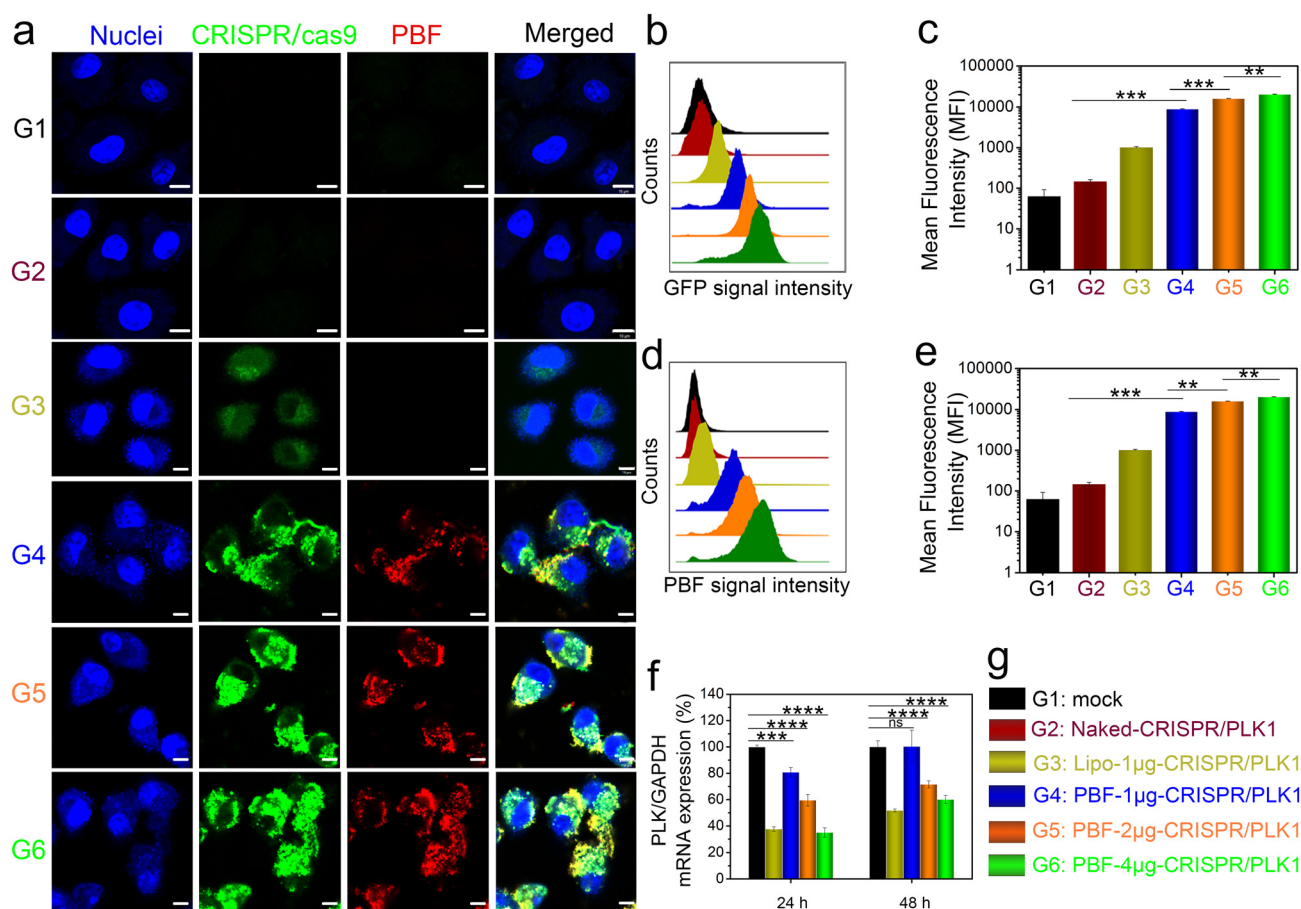 a
Nuclei CRISPR/cas9 PBF Merged
G1
G2
G3
G4
G5
G6
b
Counts
GFP signal intensity
c
Mean Fluorescence
Intensity (MFI)
100000
10000
1000
100
10
1
*** *** **
G1 G2 G3 G4 G5 G6
d
Counts
PBF signal intensity
e
Mean Fluorescence
Intensity (MFI)
100000
10000
1000
100
10
1
*** ** **
G1 G2 G3 G4 G5 G6
f
PLK/GAPDH
mRNA expression (%)
140
120
100
80
60
40
20
0
****
****
***
****
****
ns
24 h 48 h
g
G1: mock
G2: Naked-CRISPR/PLK1
G3: Lipo-1μg-CRISPR/PLK1
G4: PBF-1μg-CRISPR/PLK1
G5: PBF-2μg-CRISPR/PLK1
G6: PBF-4μg-CRISPR/PLK1